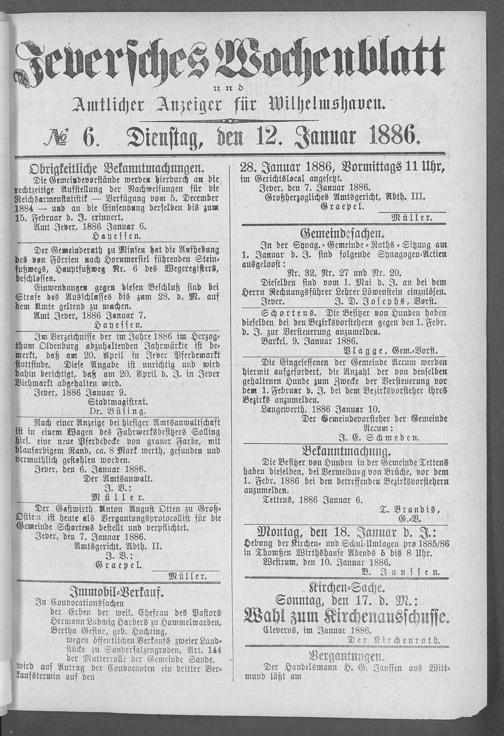 Jeversches Wochenblatt
und
Amtlicher Anzeiger für Wilhelmshaven.
№ 6. Dienstag, den 12. Januar 1886.
Obrigkeitliche Bekanntmachungen.
Die Gemeindevorstände werden hierdurch an die
rechtzeitige Aufstellung der Nachweisungen für die
Reichsarmenstatistik — Verfügung vom 5. December
1884 — und an die Einsendung derselben bis zum
15. Februar d. J. erinnert.
Amt Jever, 1886 Januar 6.
Hayessen.
Der Gemeinderath zu Minsen hat die Aufhebung
des von Förrien nach Horumersiel führenden Stein-
fußwegs, Hauptfußweg Nr. 6 des Wegeregisters,
beschlossen.
Einwendungen gegen diesen Beschluß sind bei
Strafe des Ausschlusses bis zum 28. d. M. auf
dem Amte geltend zu machen.
Amt Jever, 1886 Januar 7.
Hayessen.
Im Verzeichnisse der im Jahre 1886 im Herzog-
thum Oldenburg abzuhaltenden Jahrmärkte ist be-
merkt, daß am 20. April in Jever Pferdemarkt
stattfinde. Diese Angabe ist unrichtig und wird
dahin berichtigt, daß am 20. April d. J. in Jever
Viehmarkt abgehalten wird.
Jever, 1886 Januar 9.
Stadtmagistrat.
Dr. Büsing.
Nach einer Anzeige bei hiesiger Amtsanwaltschaft
ist in einem Wagen des Fuhrwerksbesitzers Solling
hiel. eine neue Pferdedecke von grauer Farbe, mit
blaufarbigem Rand, ca. 8 Mark werth, gefunden und
vermuthlich gestohlen worden.
Jever, den 6. Januar 1886.
Der Amtsanwalt.
J. V.:
Müller.
Der Gastwirth Anton August Otten zu Groß-
Ostiem ist heute als Vergantungsprotocollist für die
Gemeinde Schortens bestellt und verpflichtet.
Jever, den 7. Januar 1886.
Amtsgericht, Abth. II.
J. V.:
Graepel.
Müller.
Immobil-Verkauf.
In Convocationssachen
der Erben der weil. Ehefrau des Pastors
Hermann Ludwig Harbers zu Hammelwarden,
Bertha Gesine, geb. Huchting,
wegen öffentlichen Verkaufs zweier Land-
stücke zu Sandersalzengroden, Art. 144
der Mutterrolle der Gemeinde Sande,
wird auf Antrag der Convocanten ein dritter Ver-
kaufstermin auf den
28. Januar 1886, Vormittags 11 Uhr,
im Gerichtslocal angesetzt.
Jever, den 7. Januar 1886.
Großherzogliches Amtsgericht, Abth. III.
Graepel.
Müller.
Gemeindesachen.
In der Synag.-Gemeinde-Raths-Sitzung am
1. Januar d. J. sind folgende Synagogen-Actien
ausgeloost:
Nr. 32, Nr. 27 und Nr. 20.
Dieselben sind vom 1. Mai d. J. an bei dem
Herrn Rechnungsführer Lehrer Löwenstein einzulösen.
Jever. J. D. Josephs, Vorst.
Schortens. Die Besitzer von Hunden haben
dieselben bei den Bezirksvorstehern gegen den 1. Febr.
d. J. zur Versteuerung anzumelden.
Barkel, 9. Januar 1886.
Plagge, Gem.-Vorst.
Die Eingesessenen der Gemeinde Accum werden
hiermit aufgefordert, die Anzahl der von denselben
gehaltenen Hunde zum Zwecke der Versteuerung vor
dem 1. Februar d. J. bei dem Bezirksvorsteher ihres
Bezirks anzumelden.
Langewerth, 1886 Januar 10.
Der Gemeindevorsteher der Gemeinde
Accum:
J. E. Schmeden.
Bekanntmachung.
Die Besitzer von Hunden in der Gemeinde Tettens
haben dieselben, bei Vermeidung der Brüche, vor dem
1. Febr. 1886 bei den betreffenden Bezirksvorstehern
anzumelden.
Tettens, 1886 Januar 6.
T. Brandis,
G.-V.
Montag, den 18. Januar d. J.:
Hebung der Kirchen- und Schul-Umlagen pro 1885/86
in Thomßen Wirthshause Abends 5 bis 8 Uhr.
Westrum, den 10. Januar 1886.
B. Janssen.
Kirchen-Sache.
Sonntag, den 17. d. M.:
Wahl zum Kirchenausschusse.
Cleverns, im Januar 1886.
Der Kirchenrath.
Vergantungen.
Der Handelsmann H. G. Janssen aus Witt-
mund läßt am